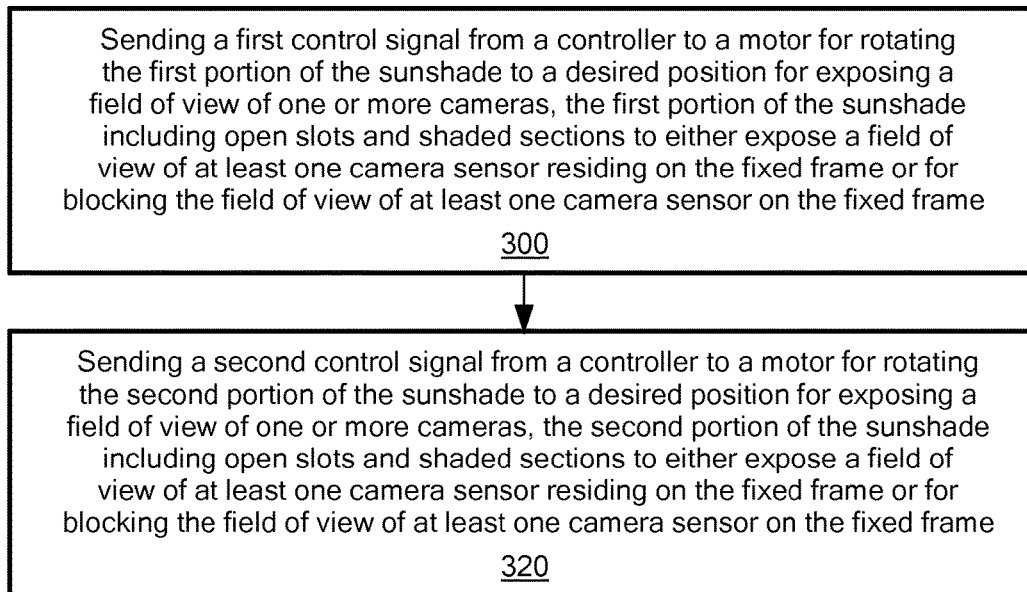 Sending a first control signal from a controller to a motor for rotating
the first portion of the sunshade to a desired position for exposing a
field of view of one or more cameras, the first portion of the sunshade
including open slots and shaded sections to either expose a field of
view of at least one camera sensor residing on the fixed frame or for
blocking the field of view of at least one camera sensor on the fixed frame
300
Sending a second control signal from a controller to a motor for rotating
the second portion of the sunshade to a desired position for exposing a
field of view of one or more cameras, the second portion of the sunshade
including open slots and shaded sections to either expose a field of
view of at least one camera sensor residing on the fixed frame or for
blocking the field of view of at least one camera sensor on the fixed frame
320